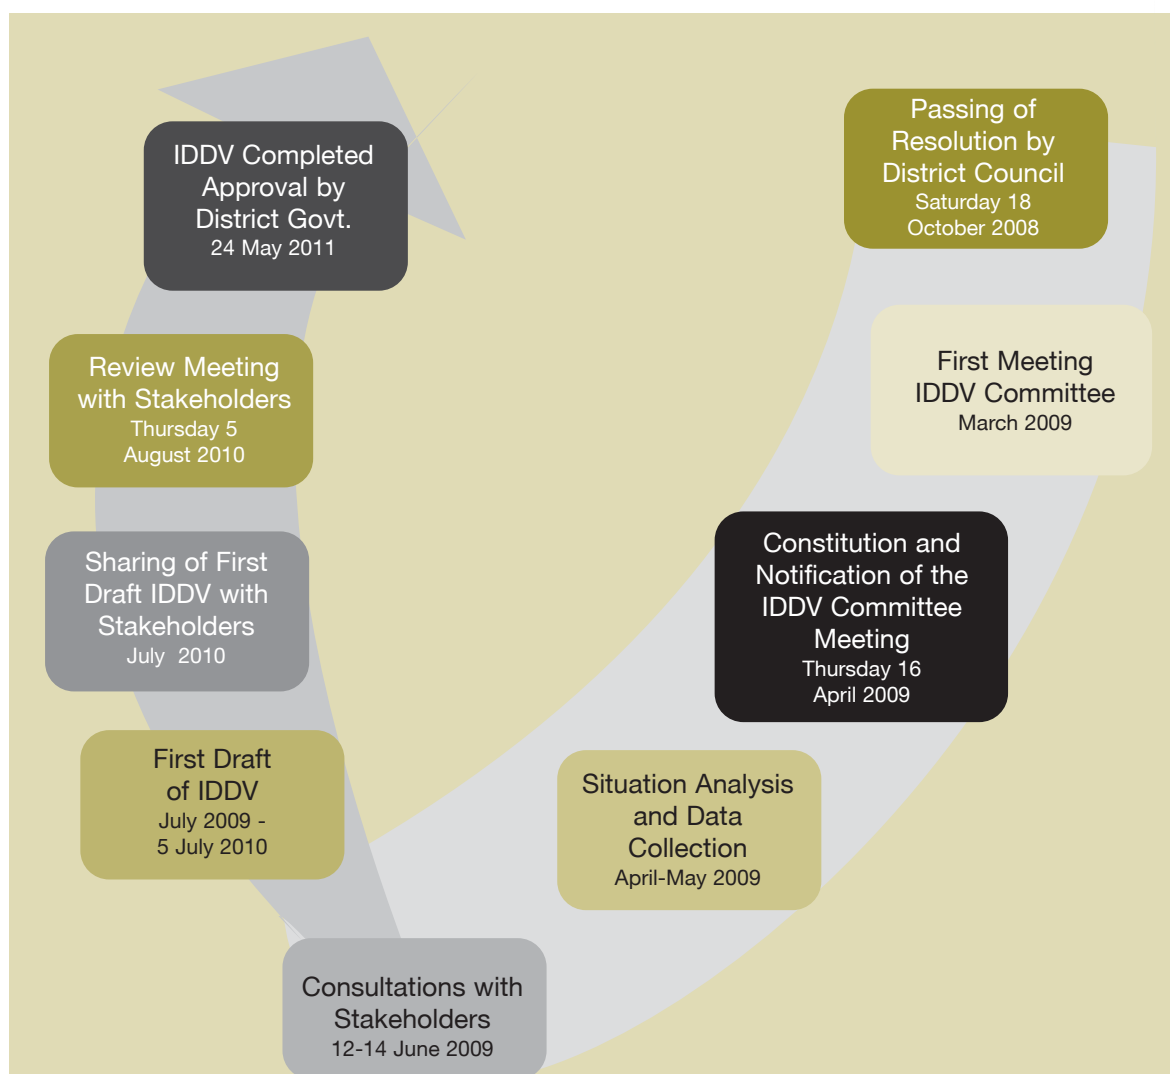 Passing of
Resolution by
District Council
Saturday 18
October 2008
First Meeting
IDDV Committee
March 2009
Constitution and
Notification of the
IDDV Committee
Meeting
Thursday 16
April 2009
Situation Analysis
and Data
Collection
April-May 2009
Consultations with
Stakeholders
12-14 June 2009
First Draft
of IDDV
July 2009 -
5 July 2010
Sharing of First
Draft IDDV with
Stakeholders
July 2010
Review Meeting
with Stakeholders
Thursday 5
August 2010
IDDV Completed
Approval by
District Govt.
24 May 2011